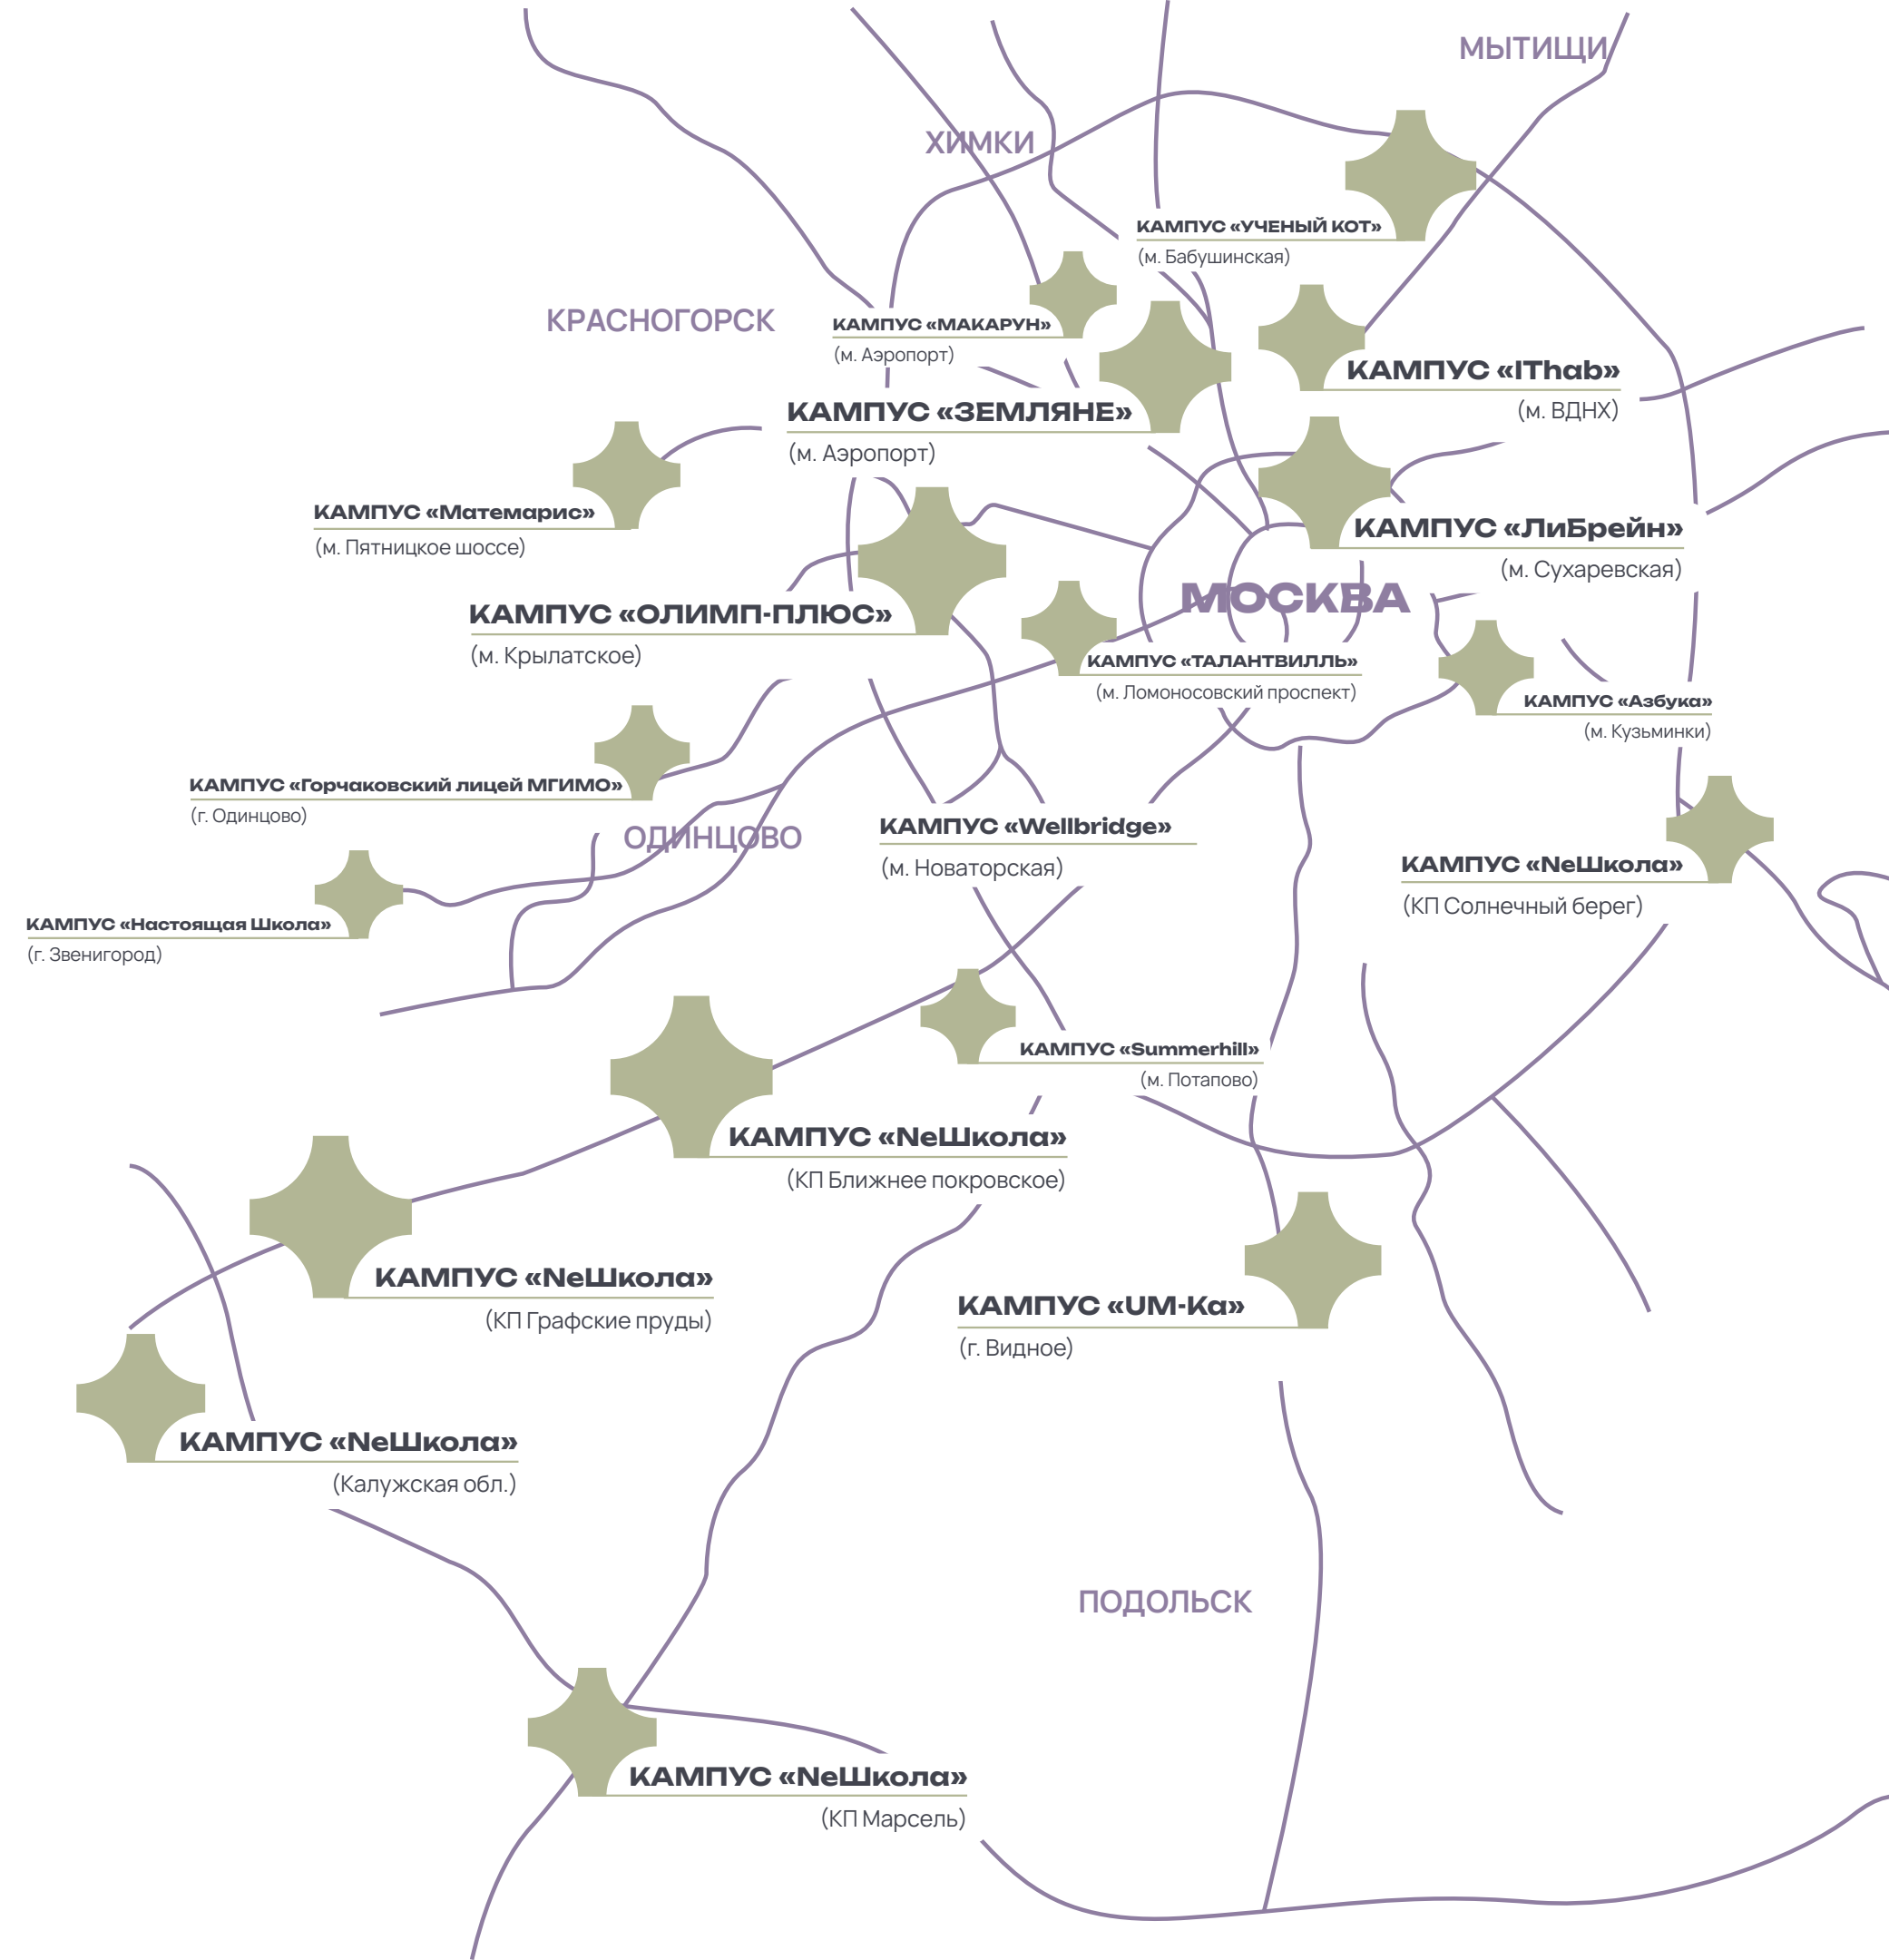 МЫТИЩИ
ХИМКИ
КАМПУС «УЧЕНЫЙ КОТ»
(м. Бабушинская)
КРАСНОГОРСК
КАМПУС «МАКАРУН»
(м. Аэропорт)
КАМПУС «IThab»
(м. ВДНХ)
КАМПУС «ЗЕМЛЯНЕ»
(м. Аэропорт)
КАМПУС «Матемарис»
(м. Пятницкое шоссе)
КАМПУС «ЛиБрейн»
(м. Сухаревская)
МОСКВА
КАМПУС «ОЛИМП-ПЛЮС»
(м. Крылатское)
КАМПУС «ТАЛАНТВИЛЛЬ»
(м. Ломоносовский проспект)
КАМПУС «Азбука»
(м. Кузьминки)
КАМПУС «Горчаковский лицей МГИМО»
(г. Одинцово)
ОДИНЦОВО
КАМПУС «Wellbridge»
(м. Новаторская)
КАМПУС «NeШкола»
(КП Солнечный берег)
КАМПУС «Настоящая Школа»
(г. Звенигород)
КАМПУС «Summerhill»
(м. Потапово)
КАМПУС «NeШкола»
(КП Ближнее покровское)
КАМПУС «NeШкола»
(КП Графские пруды)
КАМПУС «UM-Ka»
(г. Видное)
КАМПУС «NeШкола»
(Калужская обл.)
ПОДОЛЬСК
КАМПУС «NeШкола»
(КП Марсель)